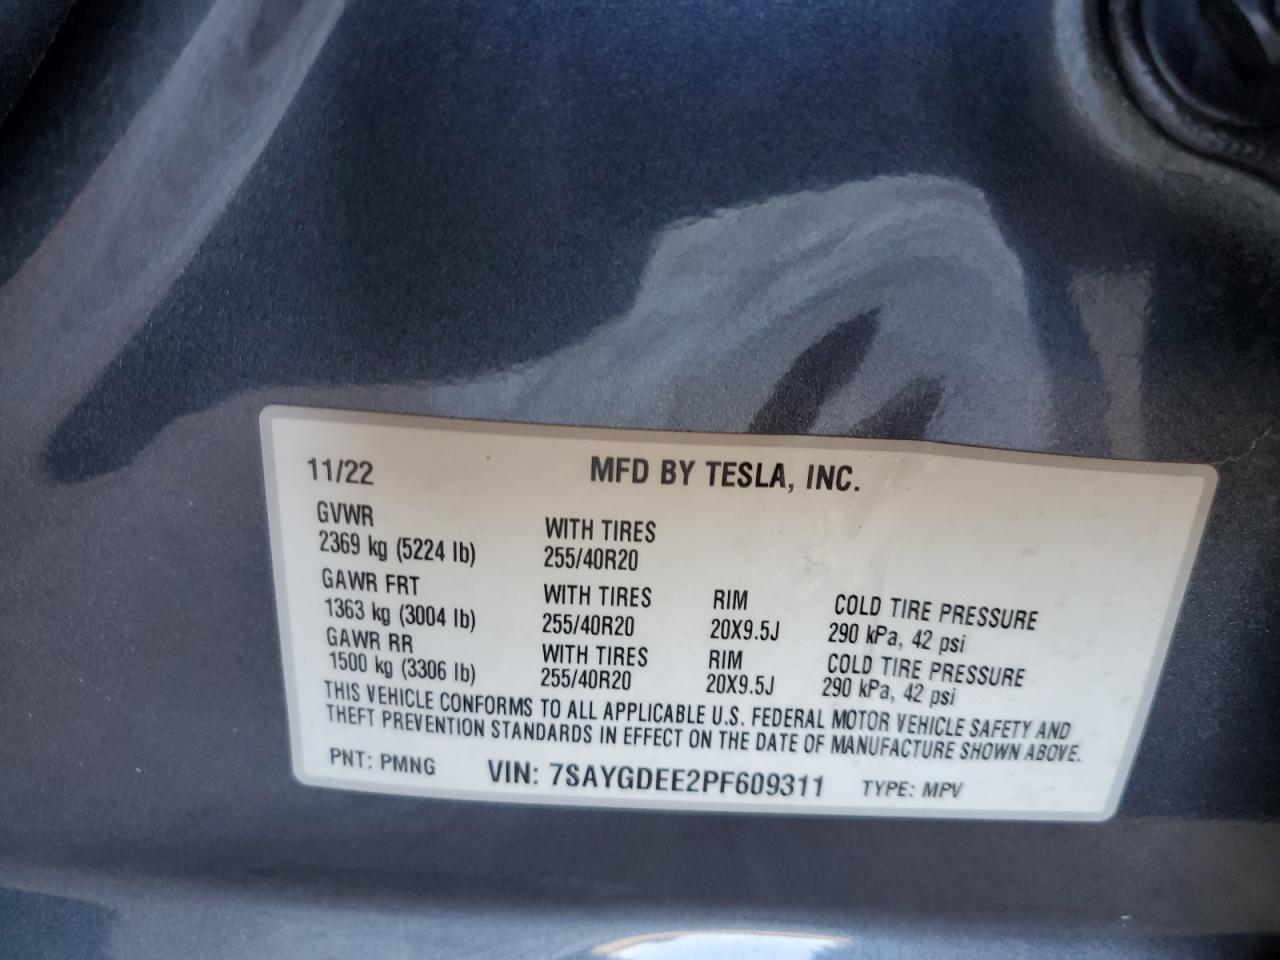 11/22 MFD BY TESLA, INC.
GVWR WITH TIRES
2369 kg (5224 lb) 255/40R20
GAWR FRT WITH TIRES RIM COLD TIRE PRESSURE
1363 kg (3004 lb) 255/40R20 20X9.5J 290 kPa, 42 psi
GAWR RR WITH TIRES RIM COLD TIRE PRESSURE
1500 kg (3306 lb) 255/40R20 20X9.5J 290 kPa, 42 psi
THIS VEHICLE CONFORMS TO ALL APPLICABLE U.S. FEDERAL MOTOR VEHICLE SAFETY AND
THEFT PREVENTION STANDARDS IN EFFECT ON THE DATE OF MANUFACTURE SHOWN ABOVE.
PNT: PMNG VIN: 7SAYGDEE2PF609311 TYPE: MPV